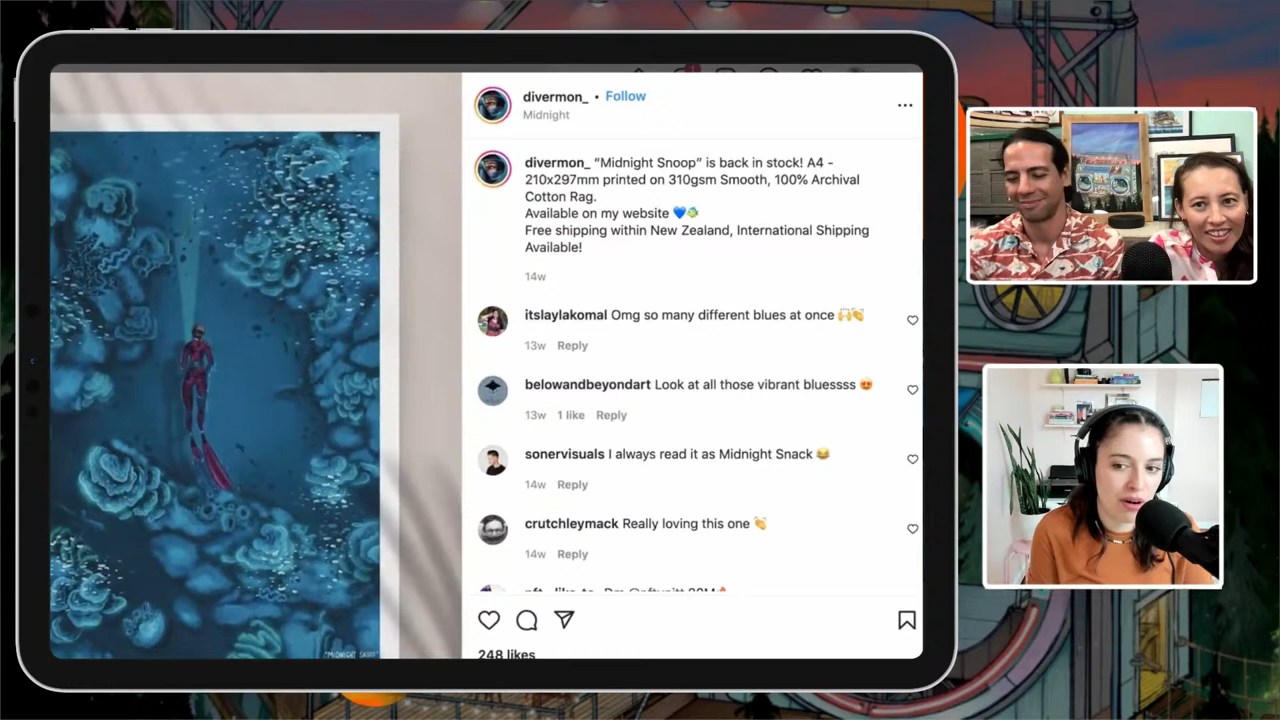 divermon_ • Follow
Midnight
divermon_ “Midnight Snoop” is back in stock! A4 -
210x297mm printed on 310gsm Smooth, 100% Archival
Cotton Rag.
Available on my website 💙🐠
Free shipping within New Zealand, International Shipping
Available!
14w
itslaylakomal Omg so many different blues at once 🙌👏
13w Reply
belowandbeyondart Look at all those vibrant bluessss 😍
13w 1 like Reply
sonervisuals I always read it as Midnight Snack 😂
14w Reply
crutchleymack Really loving this one 👏
14w Reply
248 likes
"MIDNIGHT